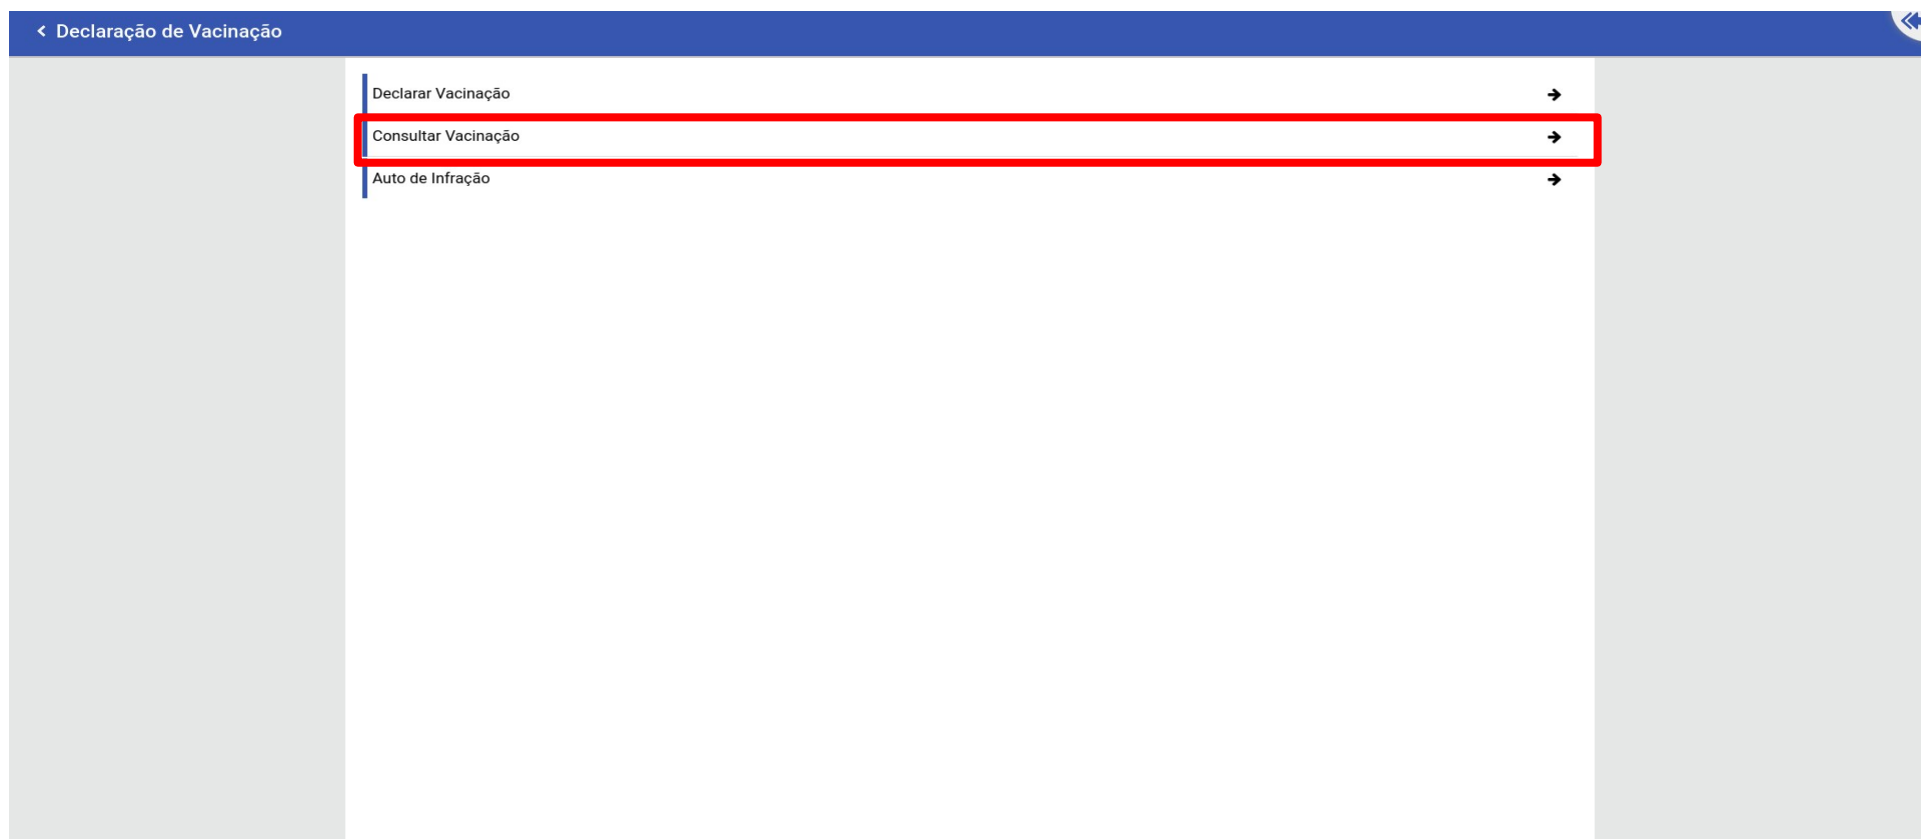 Declaração de Vacinação
Declarar Vacinação
Consultar Vacinação
Auto de Infração